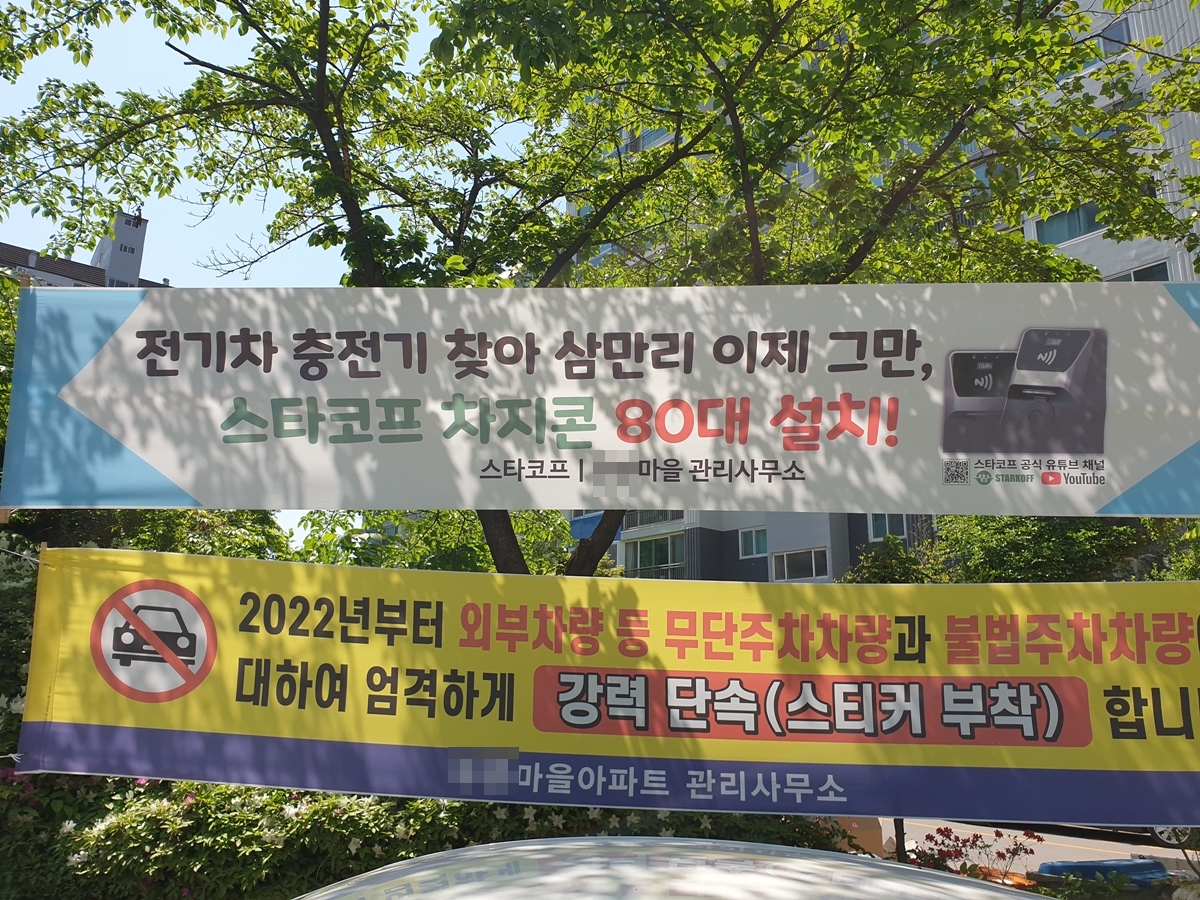 전기차 충전기 찾아 삼만리 이제 그만,
스타코프 차지콘 80대 설치!
스타코프 | 마을 관리사무소
스타코프 공식 유튜브 채널
STARKOFF YouTube
2022년부터 외부차량 등 무단주차차량과 불법주차차량
대하여 엄격하게 강력 단속(스티커 부착) 합니
마을아파트 관리사무소